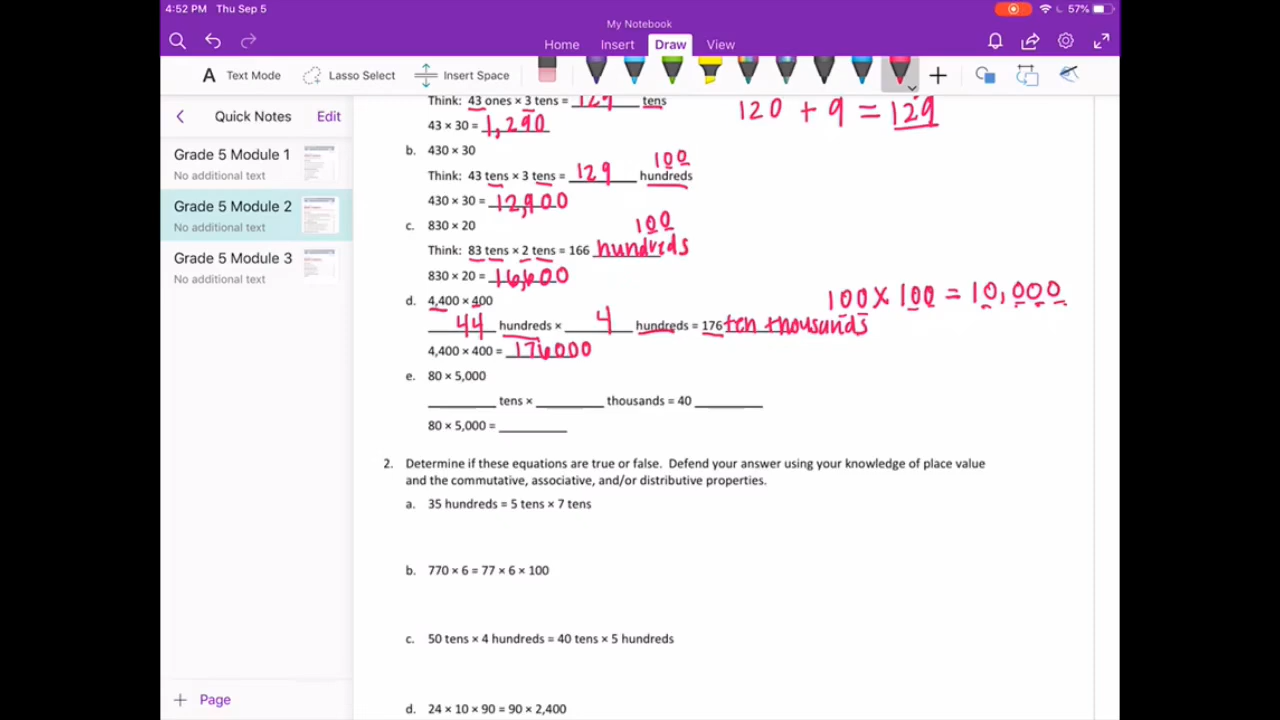 4:52 PM Thu Sep 5
57%
My Notebook
Home Insert Draw View
A Text Mode Lasso Select Insert Space
Quick Notes Edit
Grade 5 Module 1
No additional text
Grade 5 Module 2
No additional text
Grade 5 Module 3
No additional text
+ Page
Think: 43 ones × 3 tens = 129 tens
120 + 9 = 129
43 × 30 = 1,290
b. 430 × 30
100
Think: 43 tens × 3 tens = 129 hundreds
430 × 30 = 12,900
c. 830 × 20
100
Think: 83 tens × 2 tens = 166 hundreds
830 × 20 = 16,600
d. 4,400 × 400
100 × 100 = 10,000
44 hundreds × 4 hundreds = 176 ten thousands
4,400 × 400 = 176000
e. 80 × 5,000
________ tens × ________ thousands = 40 ________
80 × 5,000 = ________
2. Determine if these equations are true or false. Defend your answer using your knowledge of place value
and the commutative, associative, and/or distributive properties.
a. 35 hundreds = 5 tens × 7 tens
b. 770 × 6 = 77 × 6 × 100
c. 50 tens × 4 hundreds = 40 tens × 5 hundreds
d. 24 × 10 × 90 = 90 × 2,400